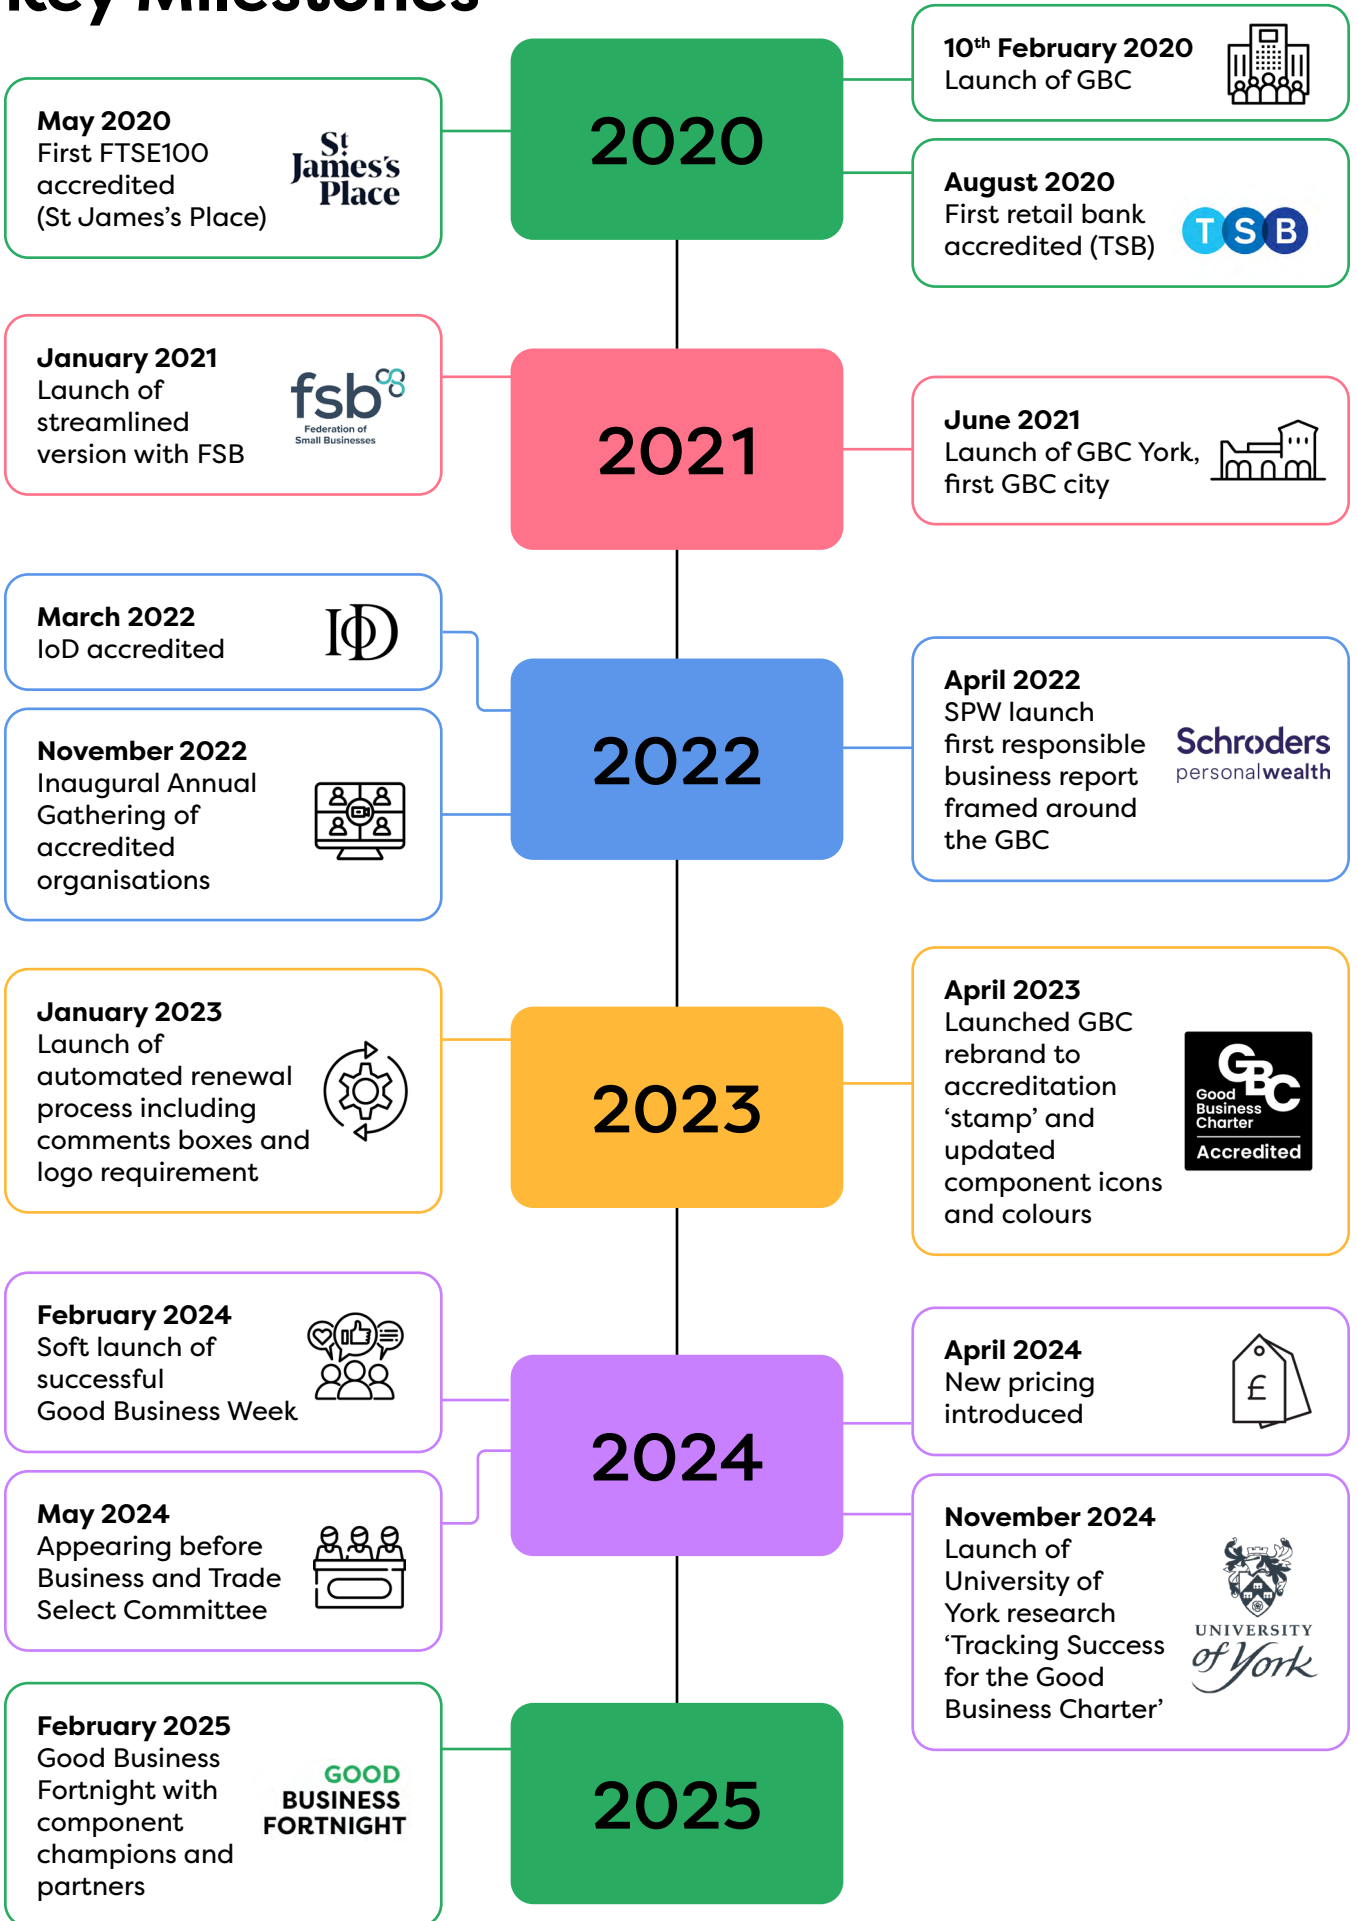 Key Milestones
2020
10th February 2020
Launch of GBC
May 2020
First FTSE100
accredited
(St James’s Place)
St
James's
Place
August 2020
First retail bank
accredited (TSB)
TSB
2021
January 2021
Launch of
streamlined
version with FSB
fsb
Federation of
Small Businesses
June 2021
Launch of GBC York,
first GBC city
2022
March 2022
IoD accredited
IoD
April 2022
SPW launch
first responsible
business report
framed around
the GBC
Schroders
personalwealth
November 2022
Inaugural Annual
Gathering of
accredited
organisations
2023
January 2023
Launch of
automated renewal
process including
comments boxes and
logo requirement
April 2023
Launched GBC
rebrand to
accreditation
‘stamp’ and
updated
component icons
and colours
GBC
Good
Business
Charter
Accredited
2024
February 2024
Soft launch of
successful
Good Business Week
April 2024
New pricing
introduced
£
May 2024
Appearing before
Business and Trade
Select Committee
November 2024
Launch of
University of
York research
‘Tracking Success
for the Good
Business Charter’
UNIVERSITY
of York
2025
February 2025
Good Business
Fortnight with
component
champions and
partners
GOOD
BUSINESS
FORTNIGHT